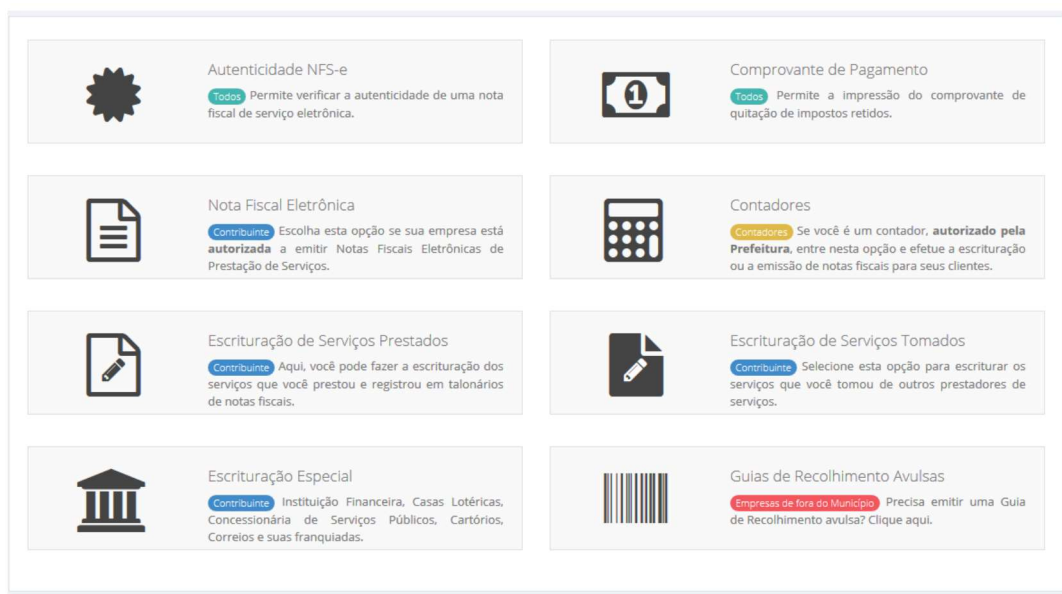 Autenticidade NFS-e
Todos Permite verificar a autenticidade de uma nota
fiscal de serviço eletrônica.
1
Comprovante de Pagamento
Todos Permite a impressão do comprovante de
quitação de impostos retidos.
Nota Fiscal Eletrônica
Contribuinte Escolha esta opção se sua empresa está
autorizada a emitir Notas Fiscais Eletrônicas de
Prestação de Serviços.
Contadores
Contadores Se você é um contador, autorizado pela
Prefeitura, entre nesta opção e efetue a escrituração
ou a emissão de notas fiscais para seus clientes.
Escrituração de Serviços Prestados
Contribuinte Aqui, você pode fazer a escrituração dos
serviços que você prestou e registrou em talonários
de notas fiscais.
Escrituração de Serviços Tomados
Contribuinte Selecione esta opção para escriturar os
serviços que você tomou de outros prestadores de
serviços.
Escrituração Especial
Contribuinte Instituição Financeira, Casas Lotéricas,
Concessionária de Serviços Públicos, Cartórios,
Correios e suas franquiadas.
Guias de Recolhimento Avulsas
Empresas de fora do Município Precisa emitir uma Guia
de Recolhimento avulsa? Clique aqui.